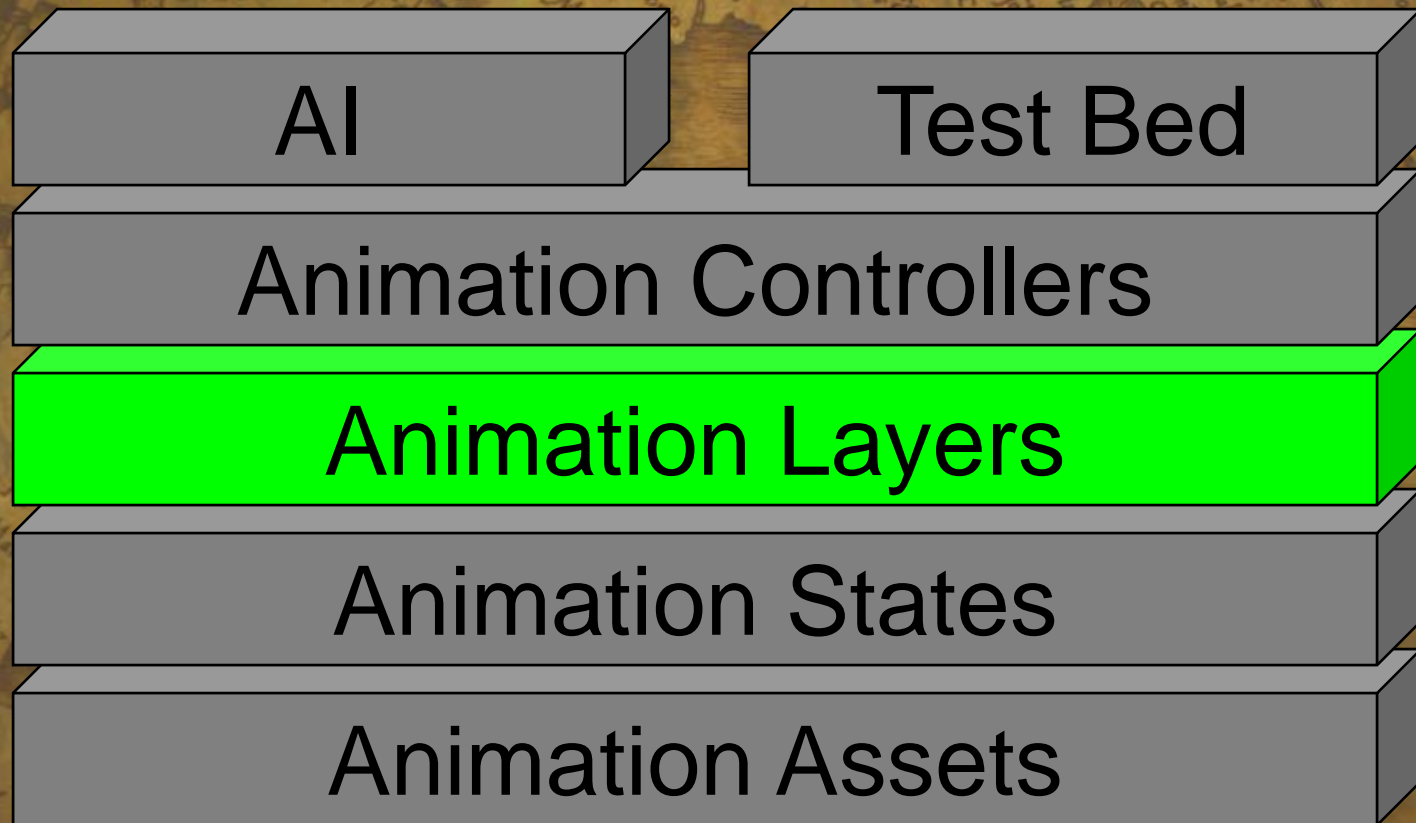 AI
Test Bed
Animation Controllers
Animation Layers
Animation States
Animation Assets